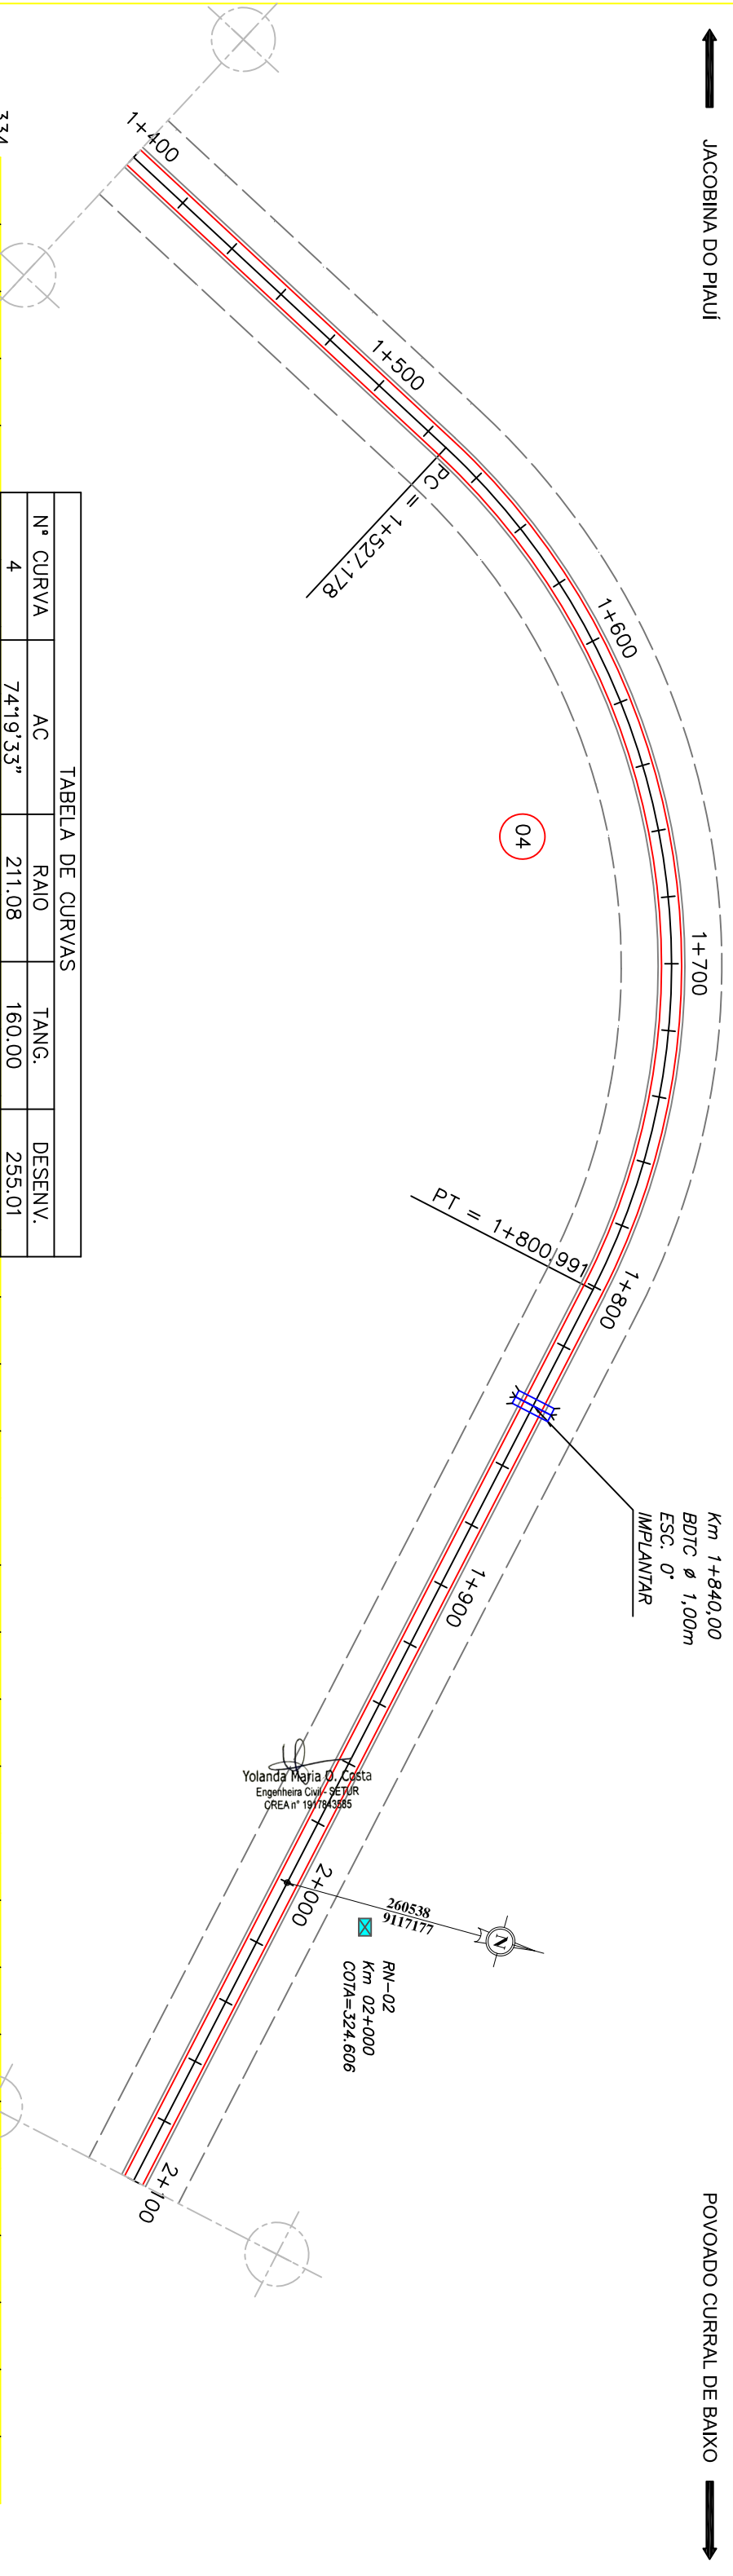 JACOBINA DO PIAUÍ
POVOADO CURRAL DE BAIXO
1+400
1+500
PC = 1+527.178
1+600
04
1+700
PT = 1+800.991
1+800
Km 1+840,00
BDTC ø 1,00m
ESC. 0°
IMPLANTAR
1+900
Yolanda Maria O. Costa
Engenheira Civil - SETUR
CREA n° 1917843585
2+000
260538
9117177
N
RN-02
Km 02+000
COTA=324.606
2+100
TABELA DE CURVAS
Nº CURVA AC RAIO TANG. DESENV.
4 74°19'33" 211.08 160.00 255.01